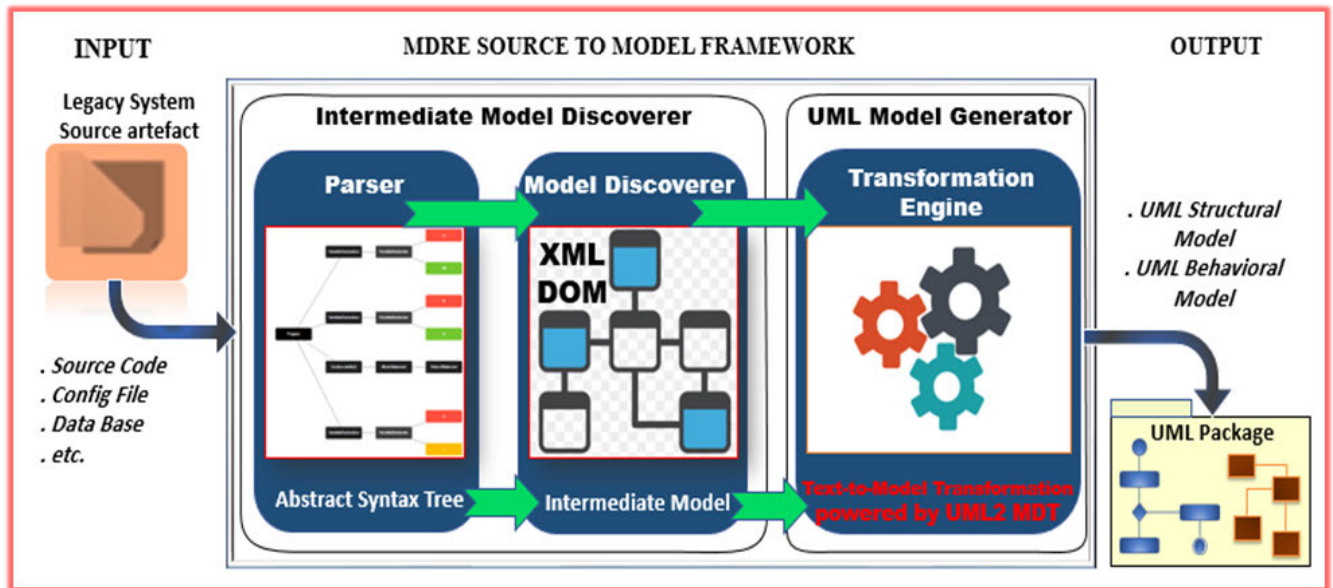 INPUT
MDRE SOURCE TO MODEL FRAMEWORK
OUTPUT
Legacy System
Source artefact
. Source Code
. Config File
. Data Base
. etc.
Intermediate Model Discoverer
Parser
Abstract Syntax Tree
Model Discoverer
XML
DOM
Intermediate Model
UML Model Generator
Transformation
Engine
Text-to-Model Transformation
powered by UML2 MDT
. UML Structural
Model
. UML Behavioral
Model
UML Package